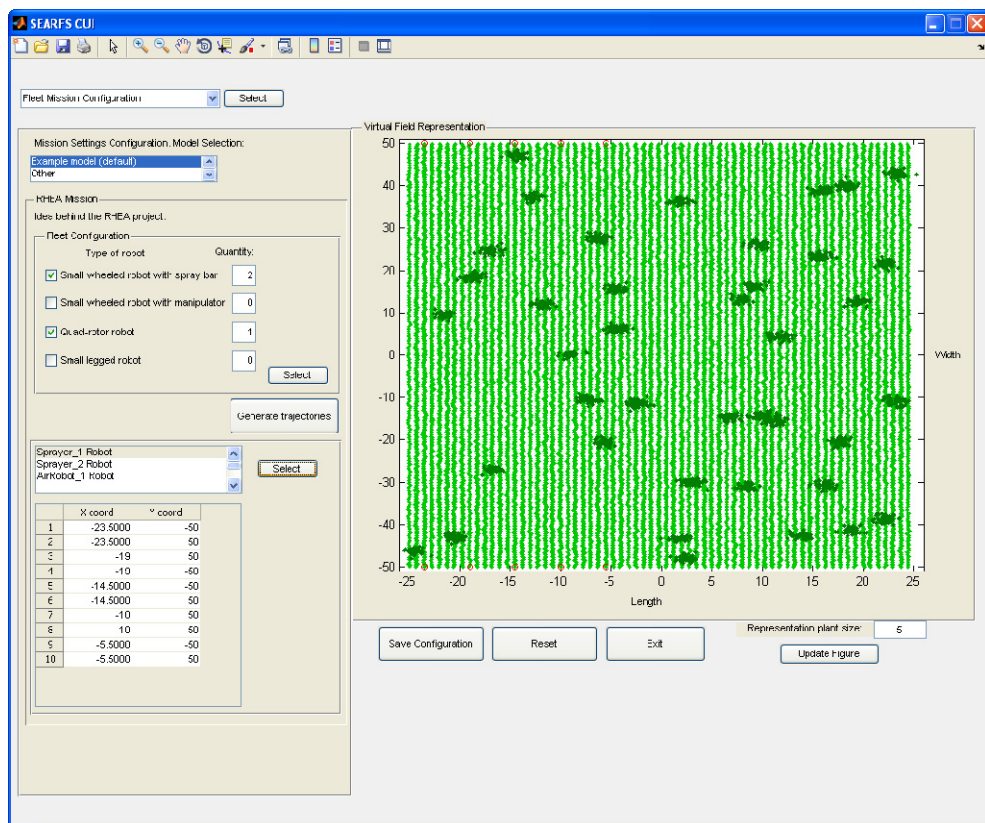 SEARFS CUI
Fleet Mission Configuration
Select
Mission Settings Configuration. Model Selection:
Example model (default)
Other
RHEA Mission
Idea behind the RHEA project.
Fleet Configuration
Type of robot Quantity:
Small wheeled robot with spray bar 2
Small wheeled robot with manipulator 0
Quad-rotor robot 1
Small legged robot 0
Select
Generate trajectories
Sprayer_1 Robot
Sprayer_2 Robot
AirRobot_1 Robot
Select
X coord Y coord
1 -23.5000 -50
2 -23.5000 50
3 -19 50
4 -10 -50
5 -14.5000 -50
6 -14.5000 50
7 -10 50
8 10 50
9 -5.5000 -50
10 -5.5000 50
Virtual Field Representation
50
40
30
20
10
0
-10
-20
-30
-40
-50
-25 -20 -15 -10 -5 0 5 10 15 20 25
Length
Width
Save Configuration
Reset
Exit
Representation plant size: 5
Update Figure